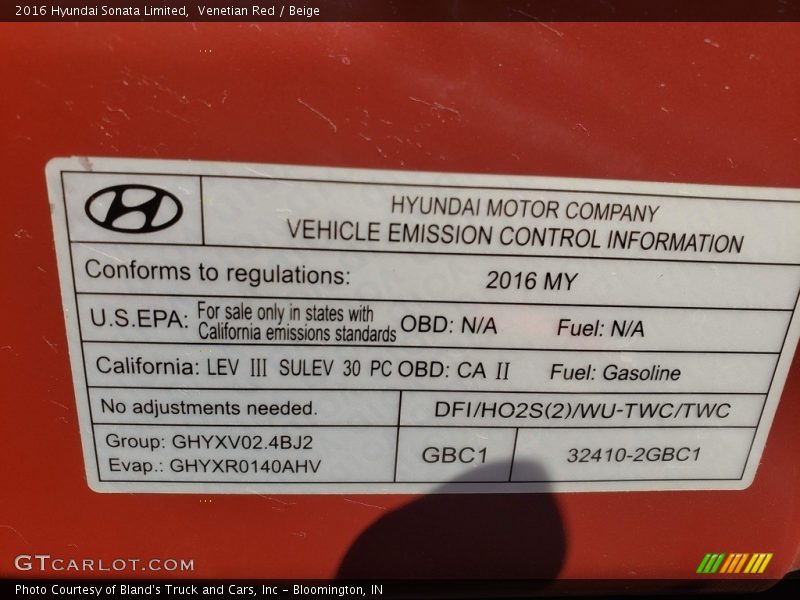 2016 Hyundai Sonata Limited,  Venetian Red / Beige
HYUNDAI MOTOR COMPANY
VEHICLE EMISSION CONTROL INFORMATION
Conforms to regulations: 2016 MY
U.S.EPA: For sale only in states with California emissions standards OBD: N/A Fuel: N/A
California: LEV III SULEV 30 PC OBD: CA II Fuel: Gasoline
No adjustments needed. DFI/HO2S(2)/WU-TWC/TWC
Group: GHYXV02.4BJ2
Evap.: GHYXR0140AHV
GBC1 32410-2GBC1
GTCARLOT.COM
Photo Courtesy of Bland's Truck and Cars, Inc - Bloomington, IN